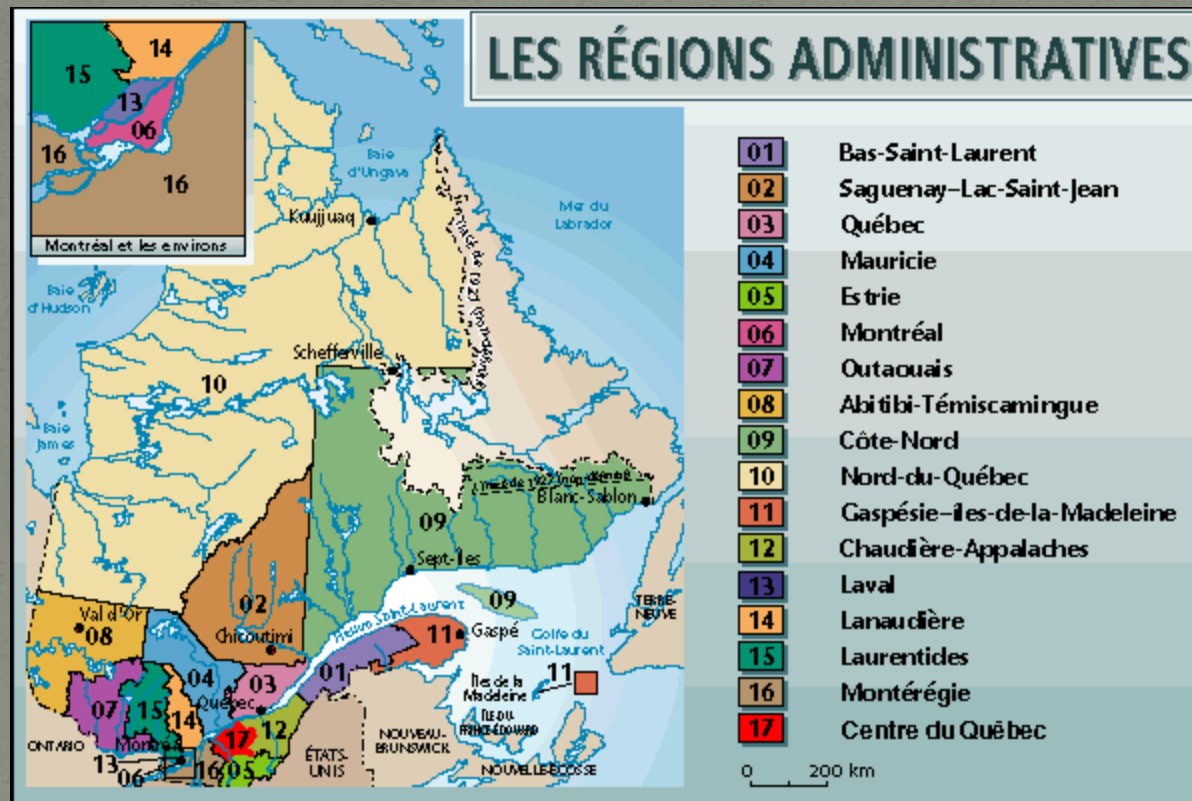 LES RÉGIONS ADMINISTRATIVES
14
15
13
06
16
16
Montréal et les environs
Baie
d'Ungava
Kuujjuaq
Mer du
Labrador
Baie
d'Hudson
Schefferville
10
Baie
James
Blanc-Sablon
09
Sept-Îles
09
02
Chicoutimi
Val d'Or
08
Fleuve Saint-Laurent
TERRE-
NEUVE
11
Gaspé
Golfe du
Saint-Laurent
11
Îles de la
Madeleine
01
03
04
Québec
07
15
14
12
17
ONTARIO
Montréal
13
06
16
05
ÉTATS-
UNIS
NOUVEAU-
BRUNSWICK
ÎLE DU
PRINCE-ÉDOUARD
NOUVELLE-ÉCOSSE
01 Bas-Saint-Laurent
02 Saguenay–Lac-Saint-Jean
03 Québec
04 Mauricie
05 Estrie
06 Montréal
07 Outaouais
08 Abitibi-Témiscamingue
09 Côte-Nord
10 Nord-du-Québec
11 Gaspésie–îles-de-la-Madeleine
12 Chaudière-Appalaches
13 Laval
14 Lanaudière
15 Laurentides
16 Montérégie
17 Centre du Québec
0 200 km